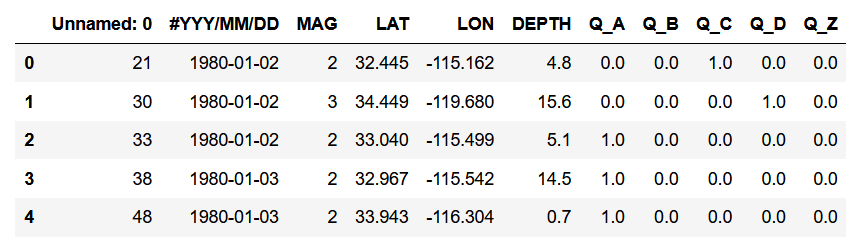 Unnamed: 0 #YYY/MM/DD MAG LAT LON DEPTH Q_A Q_B Q_C Q_D Q_Z
0 21 1980-01-02 2 32.445 -115.162 4.8 0.0 0.0 1.0 0.0 0.0
1 30 1980-01-02 3 34.449 -119.680 15.6 0.0 0.0 0.0 1.0 0.0
2 33 1980-01-02 2 33.040 -115.499 5.1 1.0 0.0 0.0 0.0 0.0
3 38 1980-01-03 2 32.967 -115.542 14.5 1.0 0.0 0.0 0.0 0.0
4 48 1980-01-03 2 33.943 -116.304 0.7 1.0 0.0 0.0 0.0 0.0